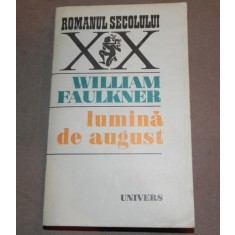 ROMANUL SECOLULUI
XX
WILLIAM
FAULKNER
lumină
de august
UNIVERS